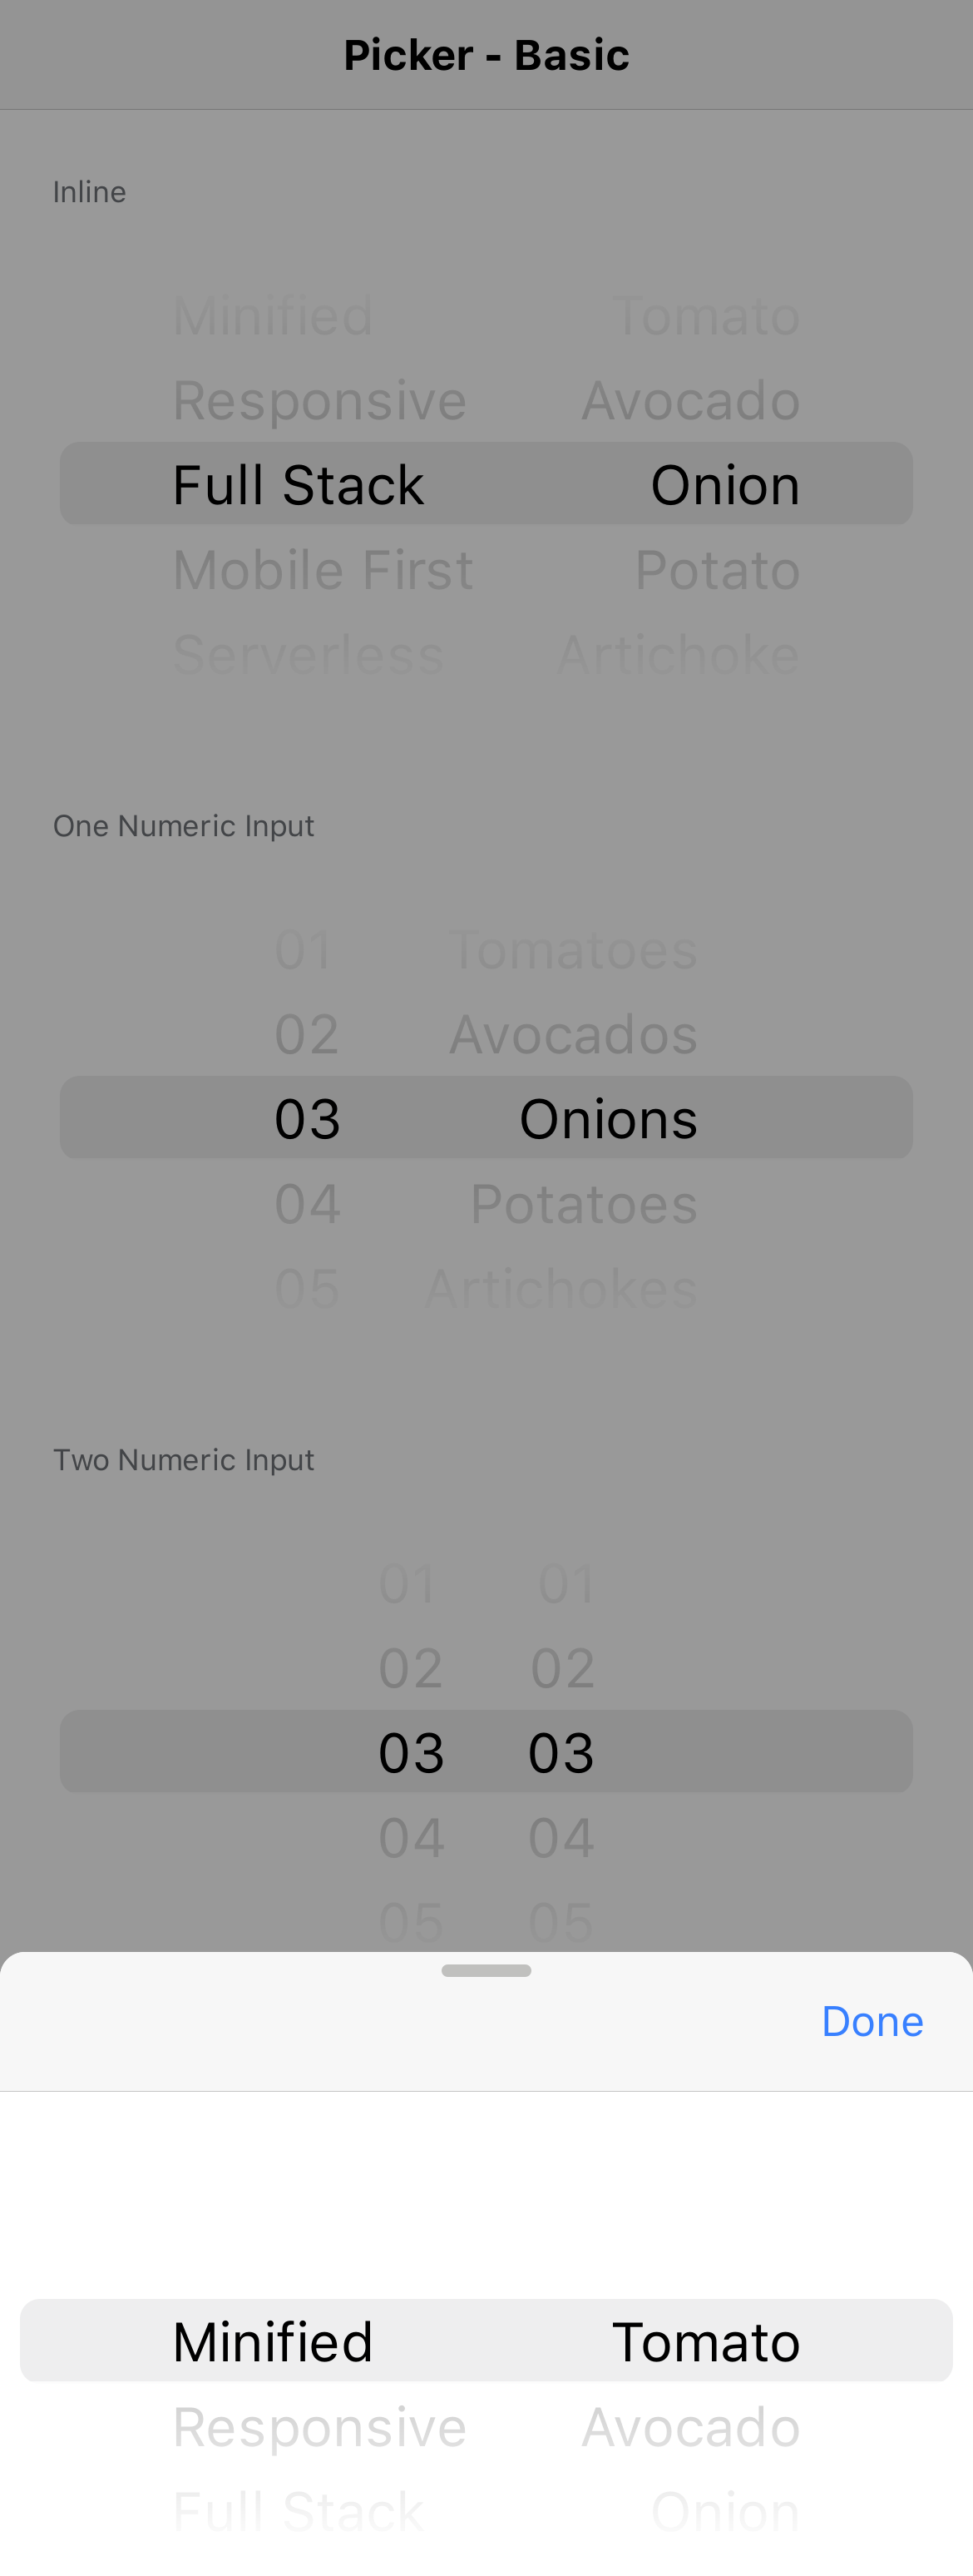 Picker - Basic
Inline
Minified Tomato
Responsive Avocado
Full Stack Onion
Mobile First Potato
Serverless Artichoke
One Numeric Input
01 Tomatoes
02 Avocados
03 Onions
04 Potatoes
05 Artichokes
Two Numeric Input
01 01
02 02
03 03
04 04
05 05
Done
Minified Tomato
Responsive Avocado
Full Stack Onion